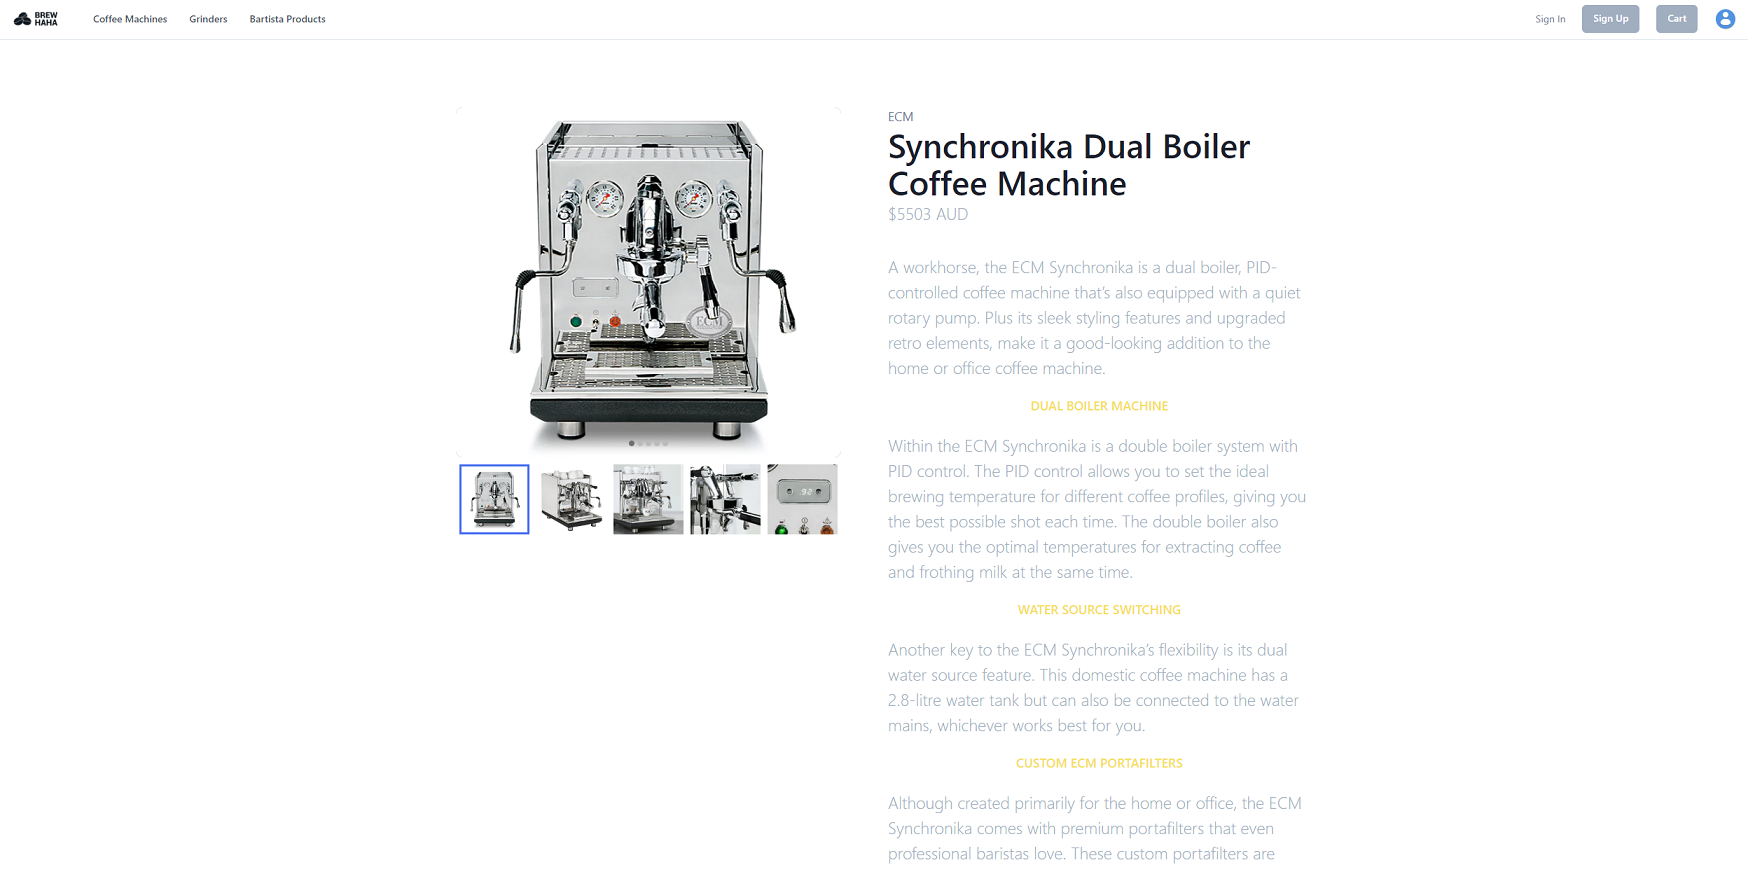 BREW
HAHA
Coffee Machines
Grinders
Bartista Products
Sign In
Sign Up
Cart
ECM
Synchronika Dual Boiler
Coffee Machine
$5503 AUD
A workhorse, the ECM Synchronika is a dual boiler, PID-
controlled coffee machine that's also equipped with a quiet
rotary pump. Plus its sleek styling features and upgraded
retro elements, make it a good-looking addition to the
home or office coffee machine.
DUAL BOILER MACHINE
Within the ECM Synchronika is a double boiler system with
PID control. The PID control allows you to set the ideal
brewing temperature for different coffee profiles, giving you
the best possible shot each time. The double boiler also
gives you the optimal temperatures for extracting coffee
and frothing milk at the same time.
WATER SOURCE SWITCHING
Another key to the ECM Synchronika's flexibility is its dual
water source feature. This domestic coffee machine has a
2.8-litre water tank but can also be connected to the water
mains, whichever works best for you.
CUSTOM ECM PORTAFILTERS
Although created primarily for the home or office, the ECM
Synchronika comes with premium portafilters that even
professional baristas love. These custom portafilters are
ECM
92